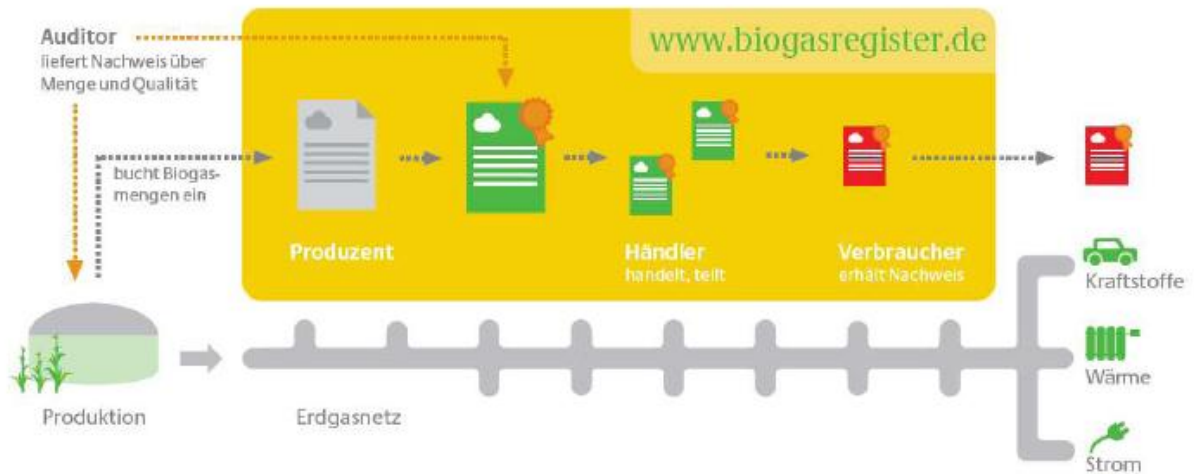 Auditor
liefert Nachweis über
Menge und Qualität
www.biogasregister.de
bucht Biogas-
mengen ein
Produzent
Händler
handelt, teilt
Verbraucher
erhält Nachweis
Kraftstoffe
Wärme
Strom
Produktion
Erdgasnetz